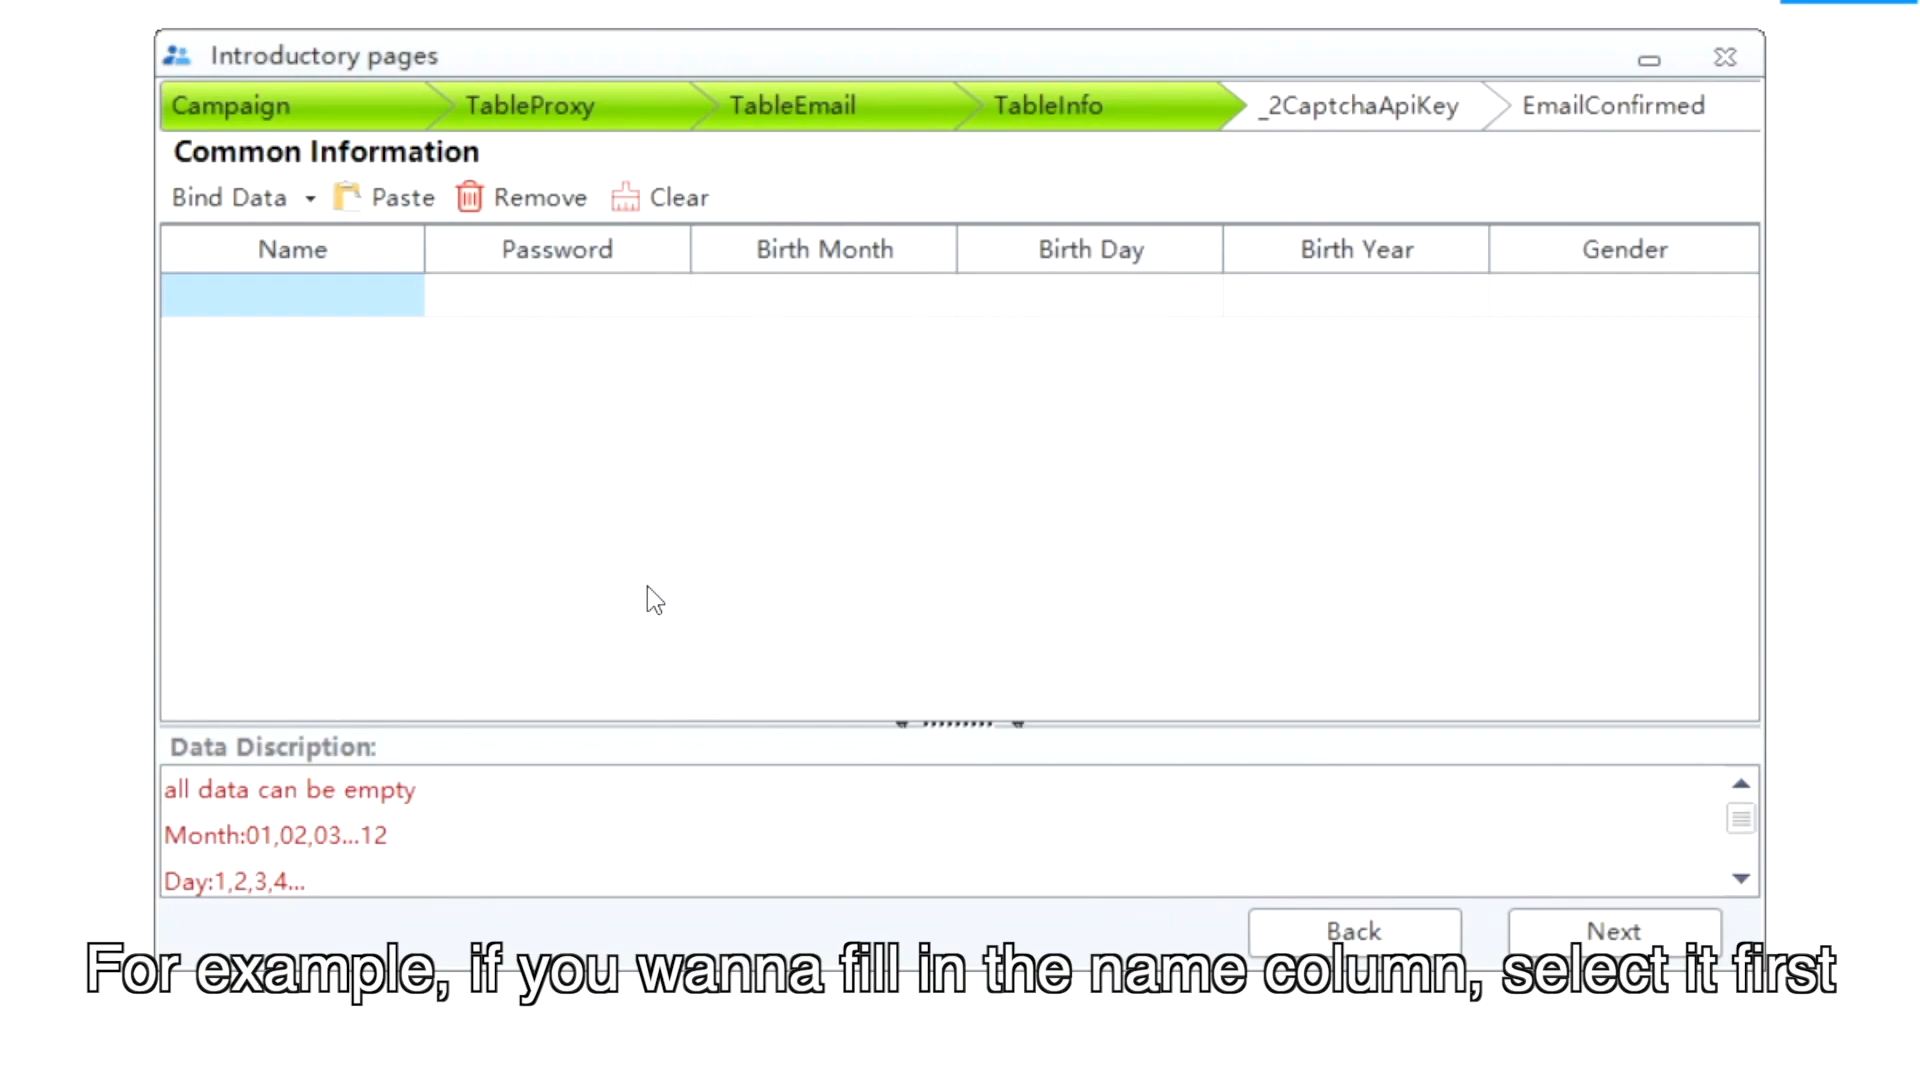 Introductory pages
Campaign TableProxy TableEmail TableInfo _2CaptchaApiKey EmailConfirmed
Common Information
Bind Data Paste Remove Clear
Name Password Birth Month Birth Day Birth Year Gender
Data Discription:
all data can be empty
Month:01,02,03...12
Day:1,2,3,4...
Back Next
For example, if you wanna fill in the name column, select it first